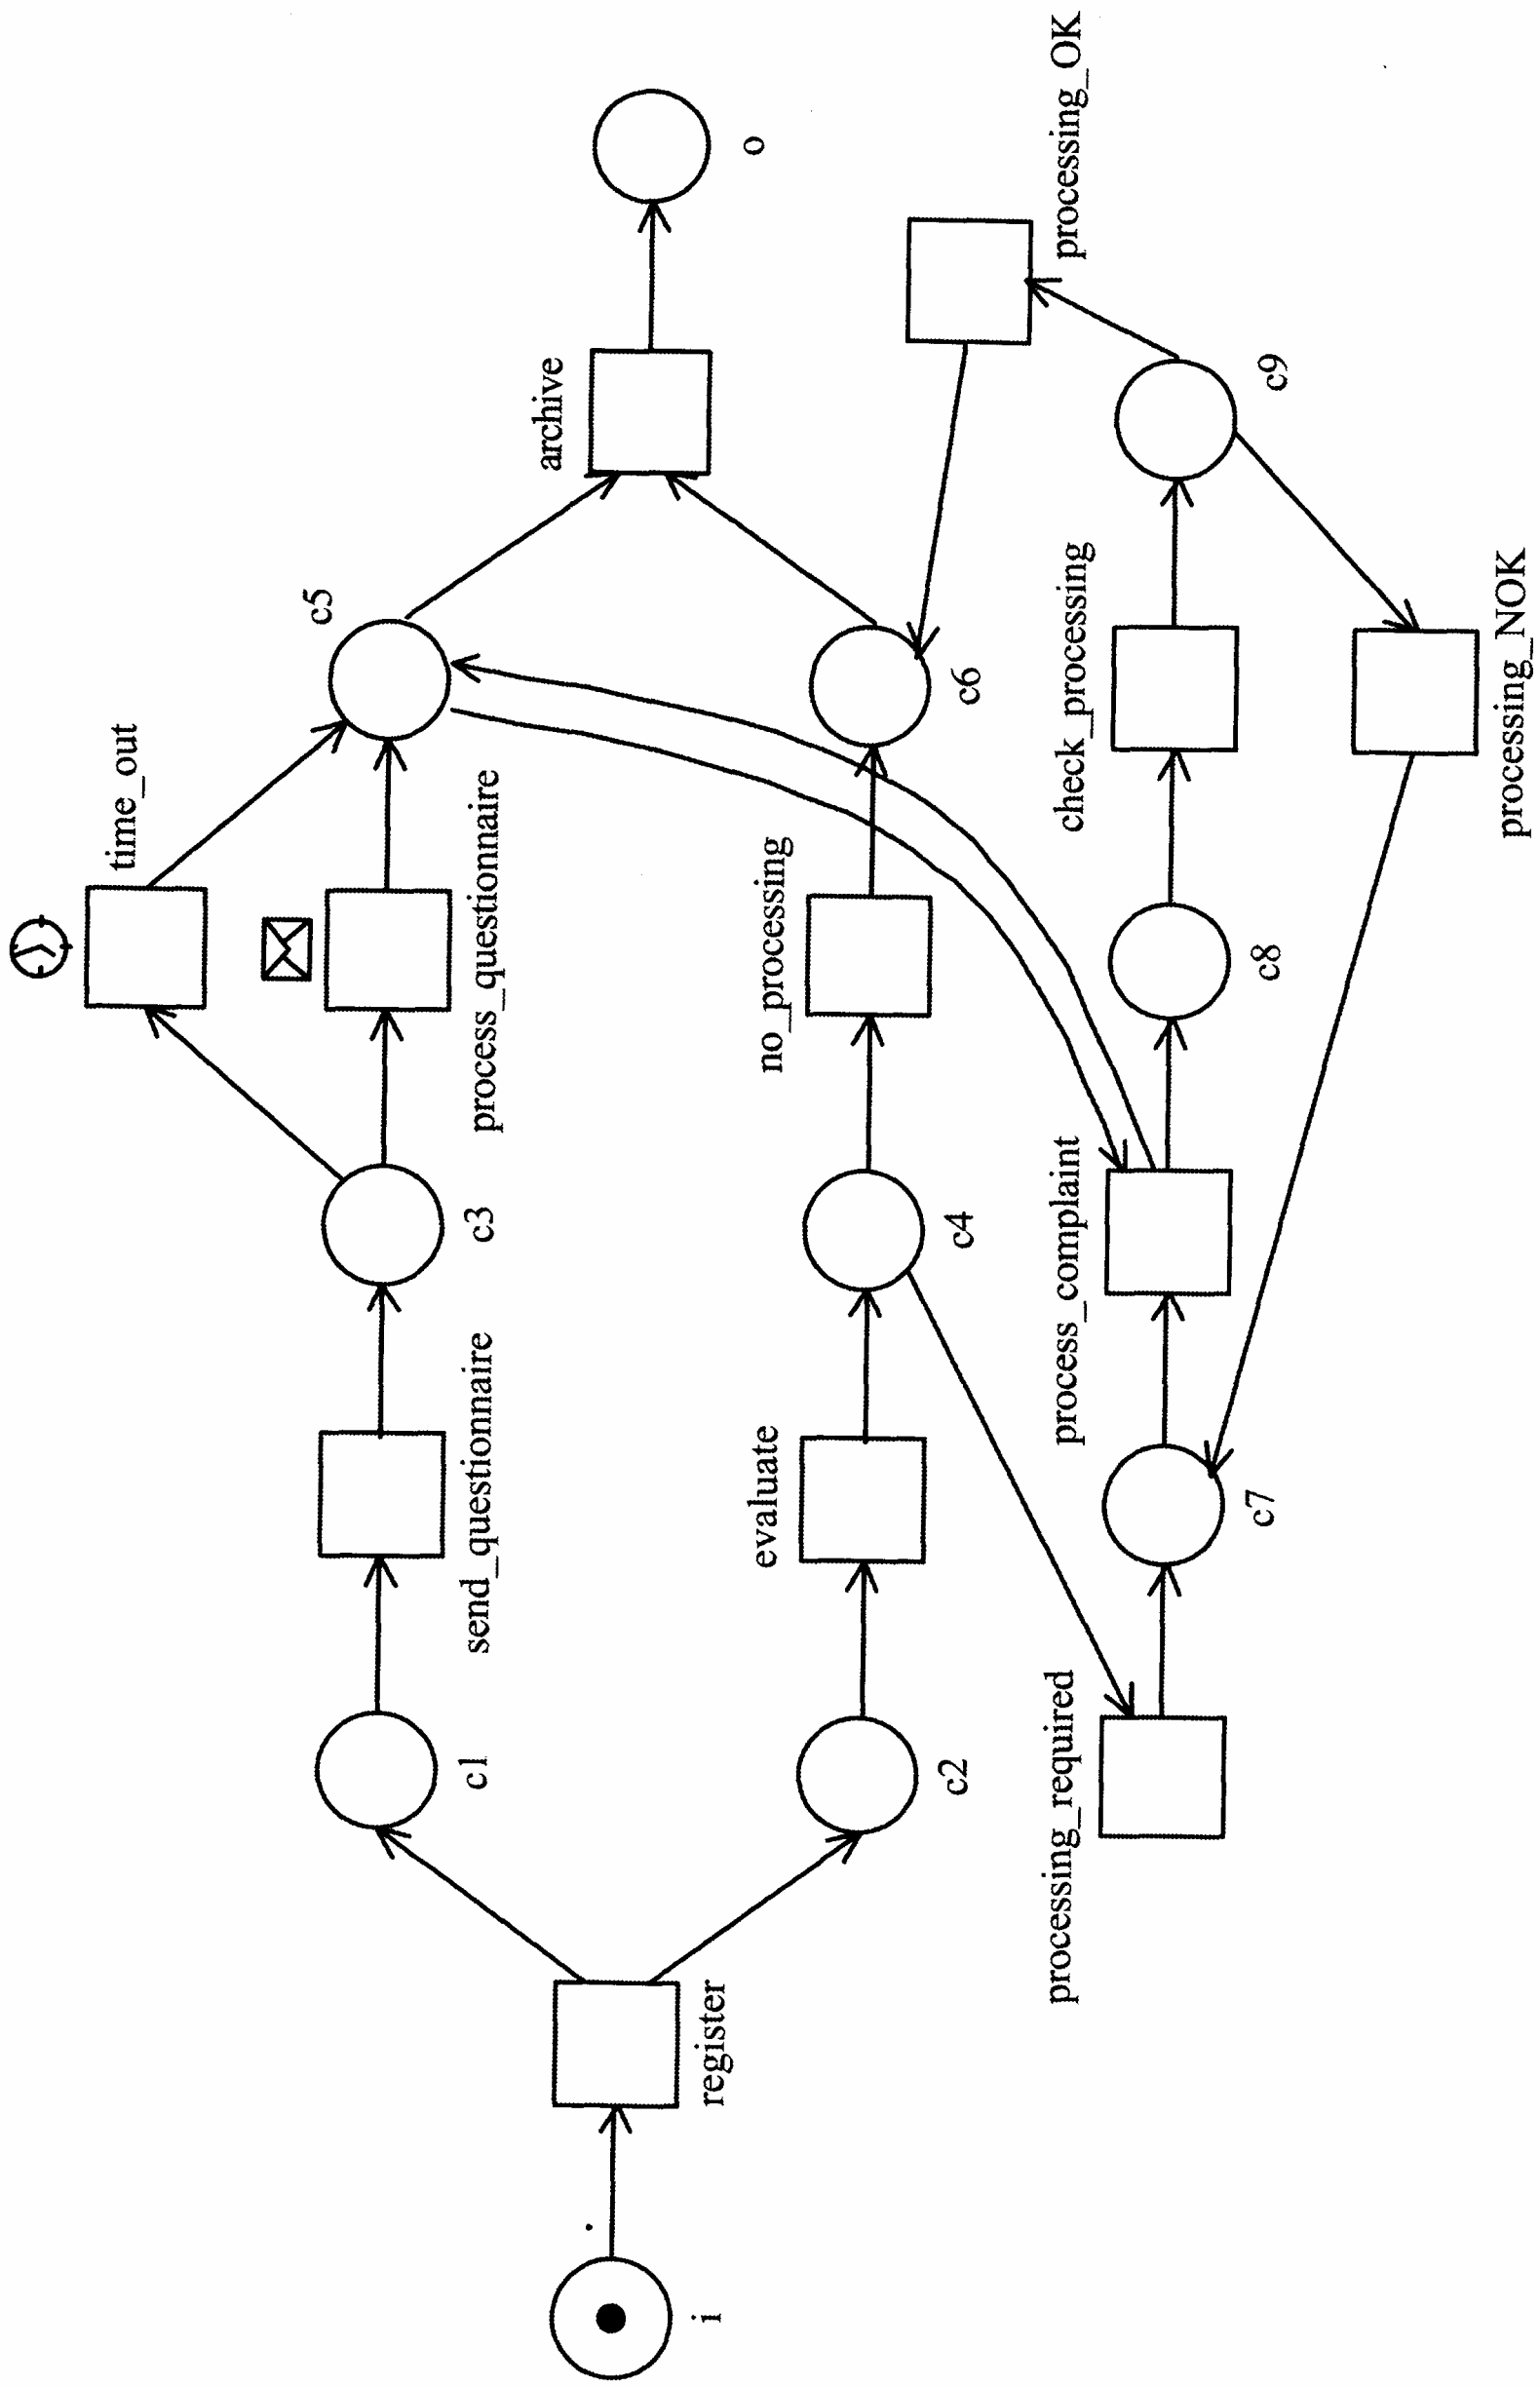 time_out
c5
archive
o
process_questionnaire
c3
send_questionnaire
c1
no_processing
c6
c4
evaluate
c2
register
i
processing_OK
c9
check_processing
c8
process_complaint
c7
processing_required
processing_NOK